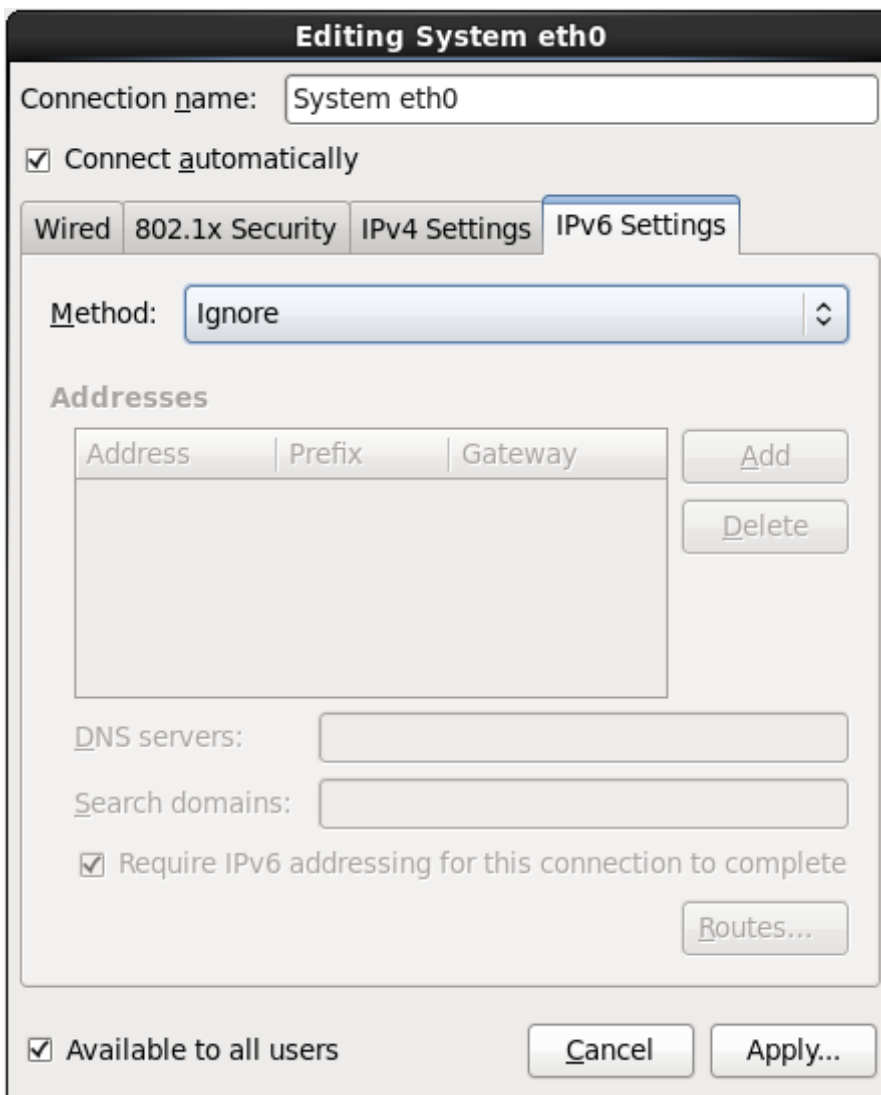 Editing System eth0
Connection name: System eth0
Connect automatically
Wired 802.1x Security IPv4 Settings IPv6 Settings
Method: Ignore
Addresses
Address Prefix Gateway Add
Delete
DNS servers:
Search domains:
Require IPv6 addressing for this connection to complete
Routes...
Available to all users Cancel Apply...